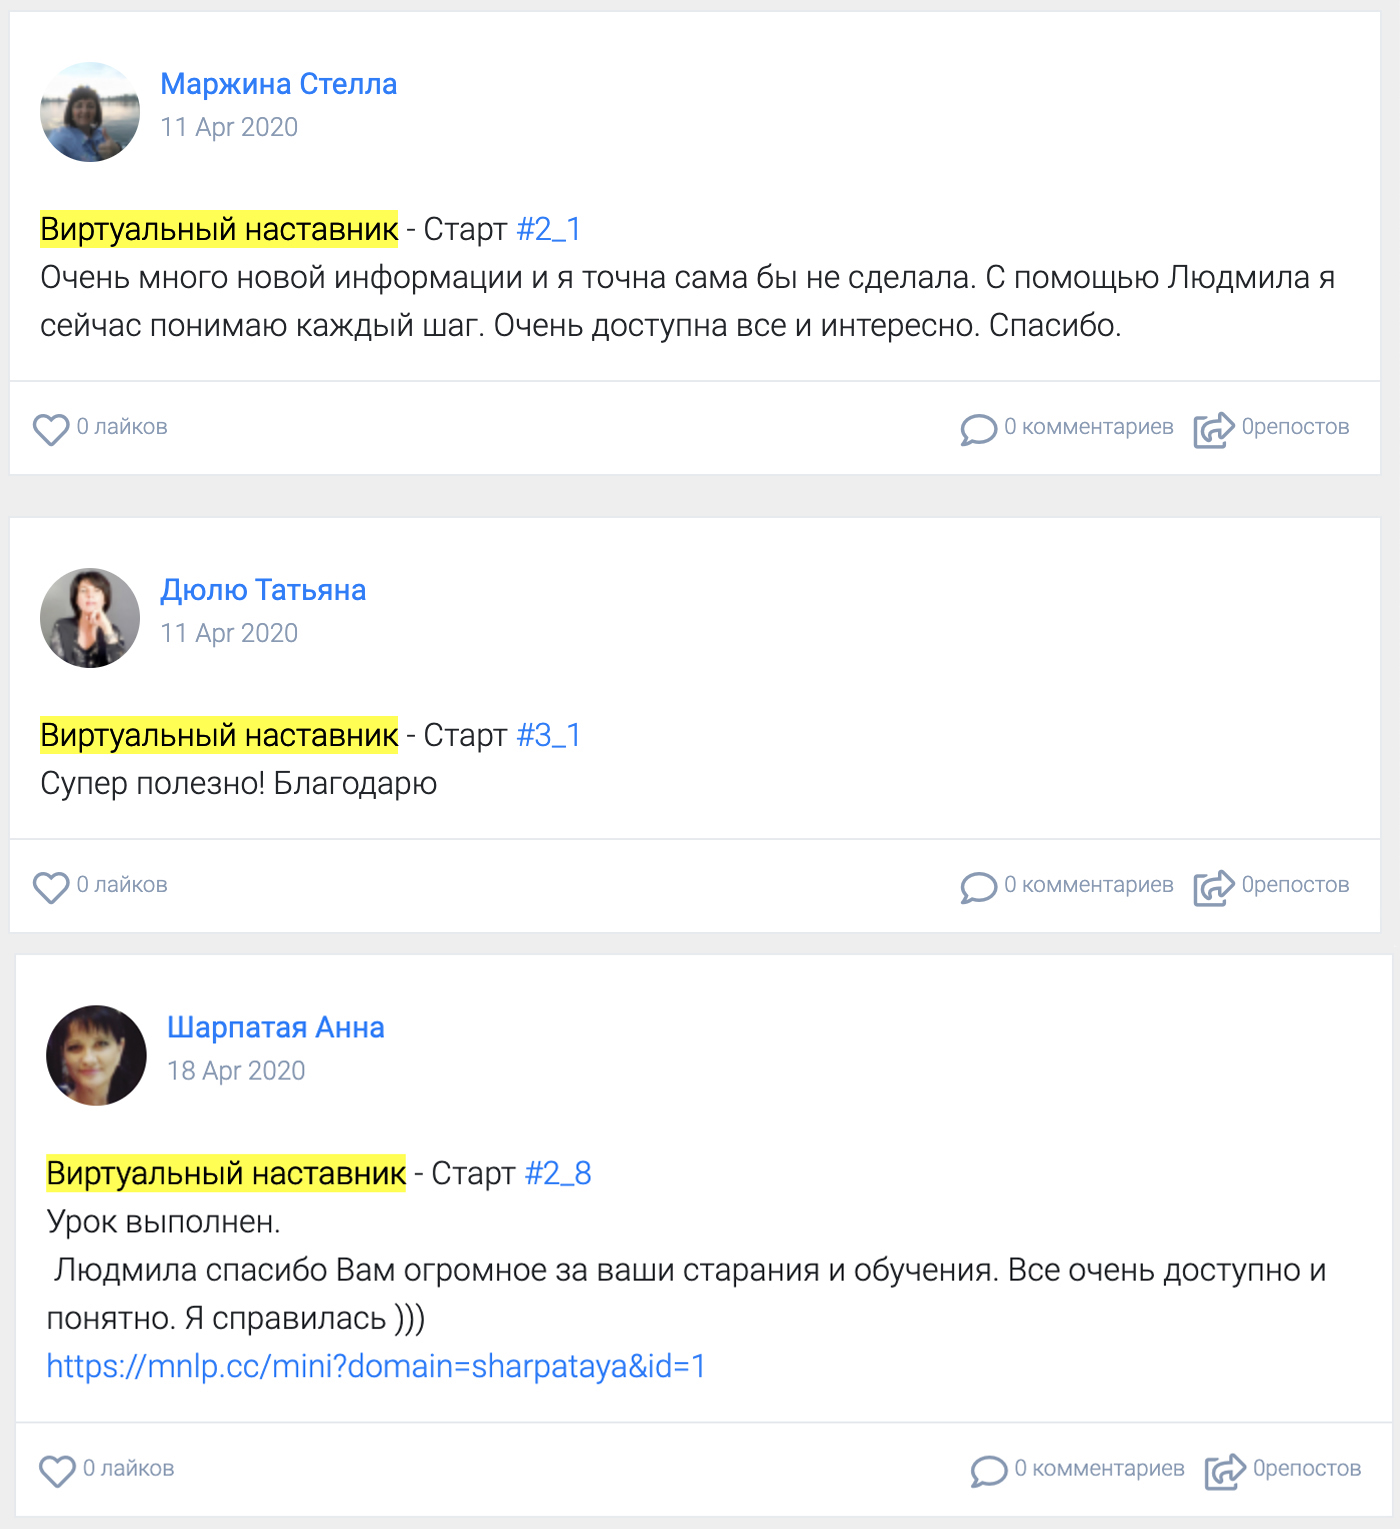 Маржина Стелла
11 Apr 2020
Виртуальный наставник - Старт #2_1
Очень много новой информации и я точна сама бы не сделала. С помощью Людмила я
сейчас понимаю каждый шаг. Очень доступна все и интересно. Спасибо.
0 лайков
0 комментариев
0репостов
Дюлю Татьяна
11 Apr 2020
Виртуальный наставник - Старт #3_1
Супер полезно! Благодарю
0 лайков
0 комментариев
0репостов
Шарпатая Анна
18 Apr 2020
Виртуальный наставник - Старт #2_8
Урок выполнен.
Людмила спасибо Вам огромное за ваши старания и обучения. Все очень доступно и
понятно. Я справилась )))
https://mnlp.cc/mini?domain=sharpataya&id=1
0 лайков
0 комментариев
0репостов